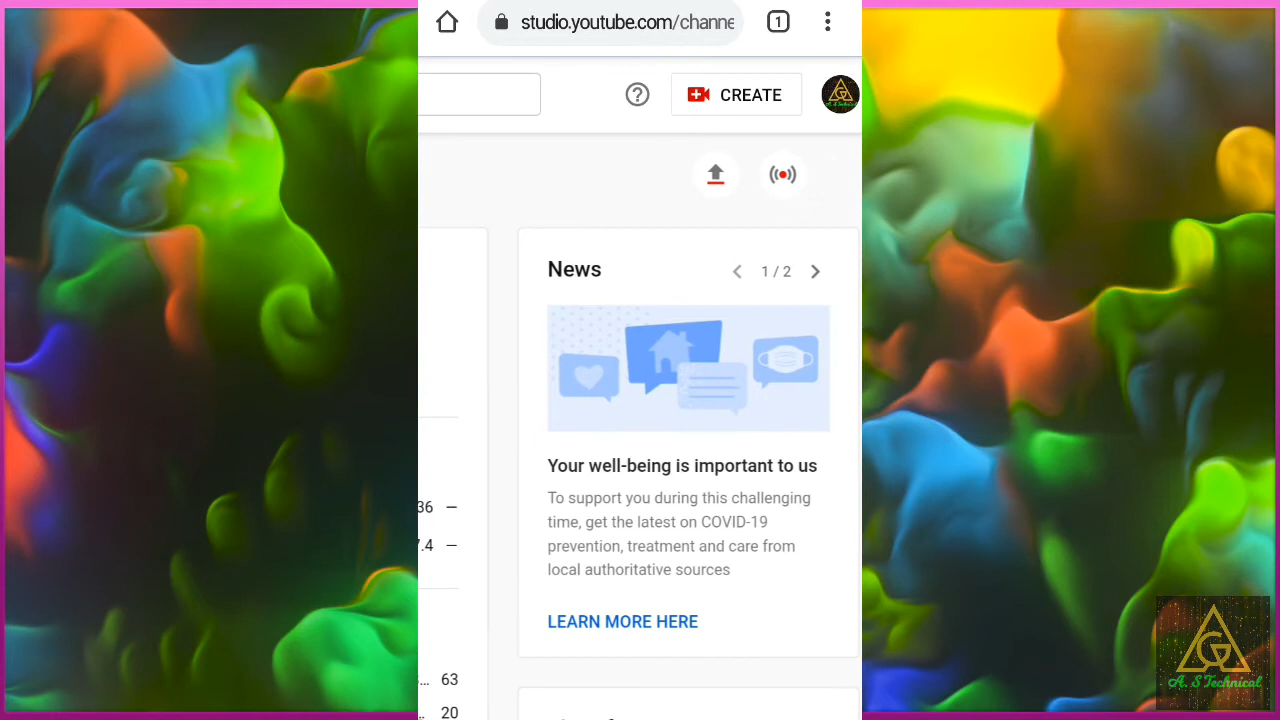 studio.youtube.com/channe
1
CREATE
News
1 / 2
Your well-being is important to us
To support you during this challenging
time, get the latest on COVID-19
prevention, treatment and care from
local authoritative sources
LEARN MORE HERE
36 —
7.4 —
... 63
20
A. S Technical